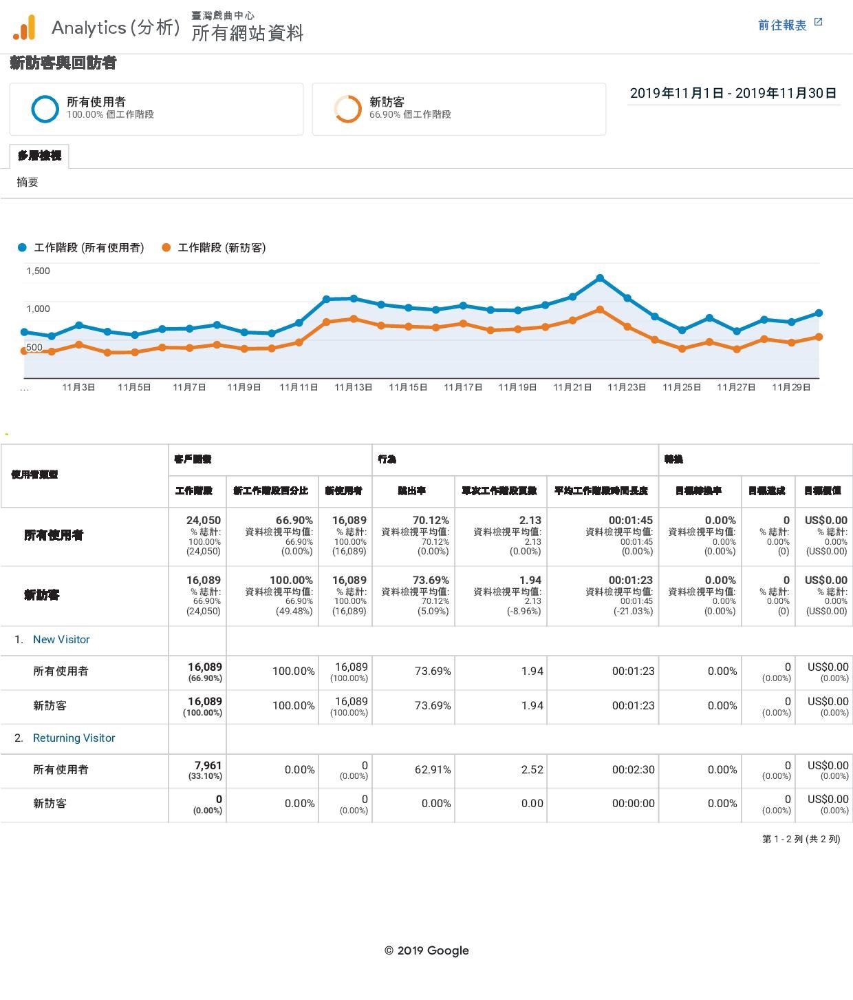 Analytics (分析)
臺灣戲曲中心
所有網站資料
前往報表
新訪客與回訪者
所有使用者
100.00% 個工作階段
新訪客
66.90% 個工作階段
2019年11月1日 - 2019年11月30日
多層檢視
摘要
工作階段 (所有使用者) 工作階段 (新訪客)
1,500
1,000
500
… 11月3日 11月5日 11月7日 11月9日 11月11日 11月13日 11月15日 11月17日 11月19日 11月21日 11月23日 11月25日 11月27日 11月29日
使用者類型 客戶開發 行為 轉換
工作階段 新工作階段百分比 新使用者 跳出率 單次工作階段頁數 平均工作階段時間長度 目標轉換率 目標達成 目標價值
所有使用者
24,050 66.90% 16,089 70.12% 2.13 00:01:45 0.00% 0 US$0.00
% 總計: 資料檢視平均值: % 總計: 資料檢視平均值: 資料檢視平均值: 資料檢視平均值: 資料檢視平均值: % 總計: % 總計:
100.00% 66.90% 100.00% 70.12% 2.13 00:01:45 0.00% 0.00% 0.00%
(24,050) (0.00%) (16,089) (0.00%) (0.00%) (0.00%) (0.00%) (0) (US$0.00)
新訪客
16,089 100.00% 16,089 73.69% 1.94 00:01:23 0.00% 0 US$0.00
% 總計: 資料檢視平均值: % 總計: 資料檢視平均值: 資料檢視平均值: 資料檢視平均值: 資料檢視平均值: % 總計: % 總計:
66.90% 66.90% 100.00% 70.12% 2.13 00:01:45 0.00% 0.00% 0.00%
(24,050) (49.48%) (16,089) (5.09%) (-8.96%) (-21.03%) (0.00%) (0) (US$0.00)
1. New Visitor
所有使用者 16,089 100.00% 16,089 73.69% 1.94 00:01:23 0.00% 0 US$0.00
(66.90%) (100.00%) (0.00%) (0.00%)
新訪客 16,089 100.00% 16,089 73.69% 1.94 00:01:23 0.00% 0 US$0.00
(100.00%) (100.00%) (0.00%) (0.00%)
2. Returning Visitor
所有使用者 7,961 0.00% 0 62.91% 2.52 00:02:30 0.00% 0 US$0.00
(33.10%) (0.00%) (0.00%) (0.00%)
新訪客 0 0.00% 0 0.00% 0.00 00:00:00 0.00% 0 US$0.00
(0.00%) (0.00%) (0.00%) (0.00%)
第 1 - 2 列 (共 2 列)
© 2019 Google